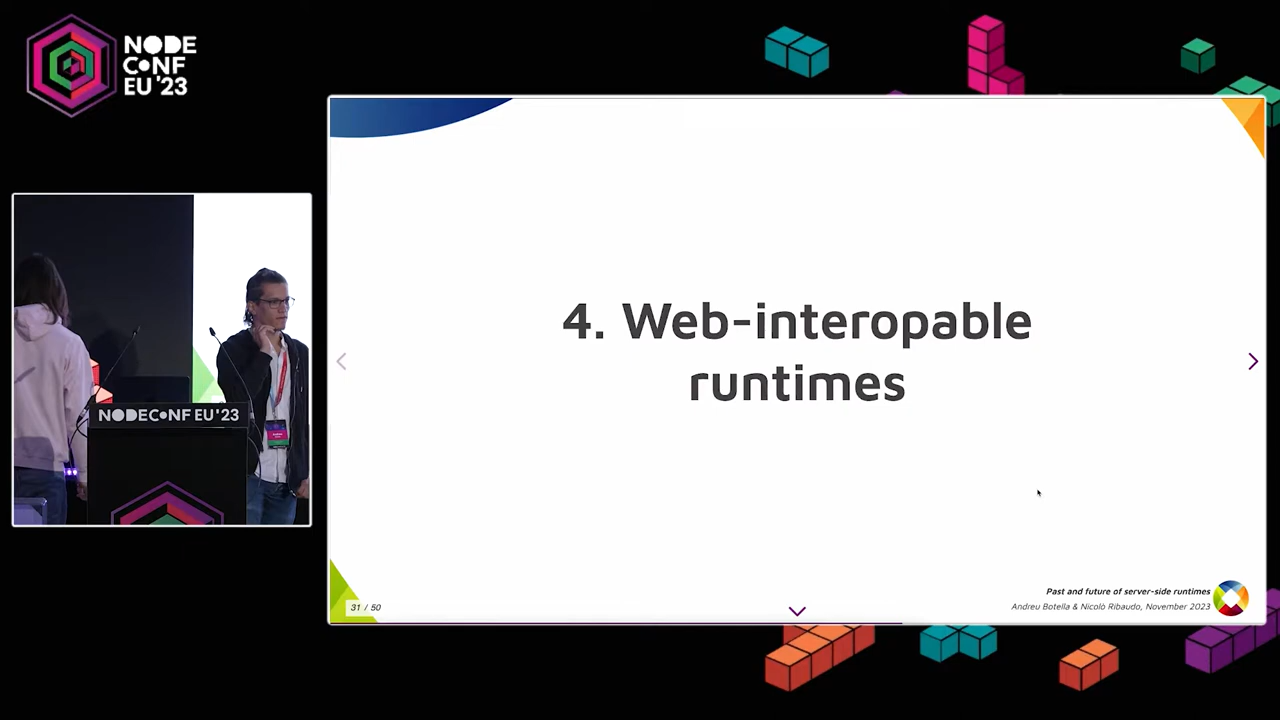 NODE
CONF
EU '23
4. Web-interopable
runtimes
NODECONF EU '23
31 / 50
Past and future of server-side runtimes
Andreu Botella & Nicolò Ribaudo, November 2023